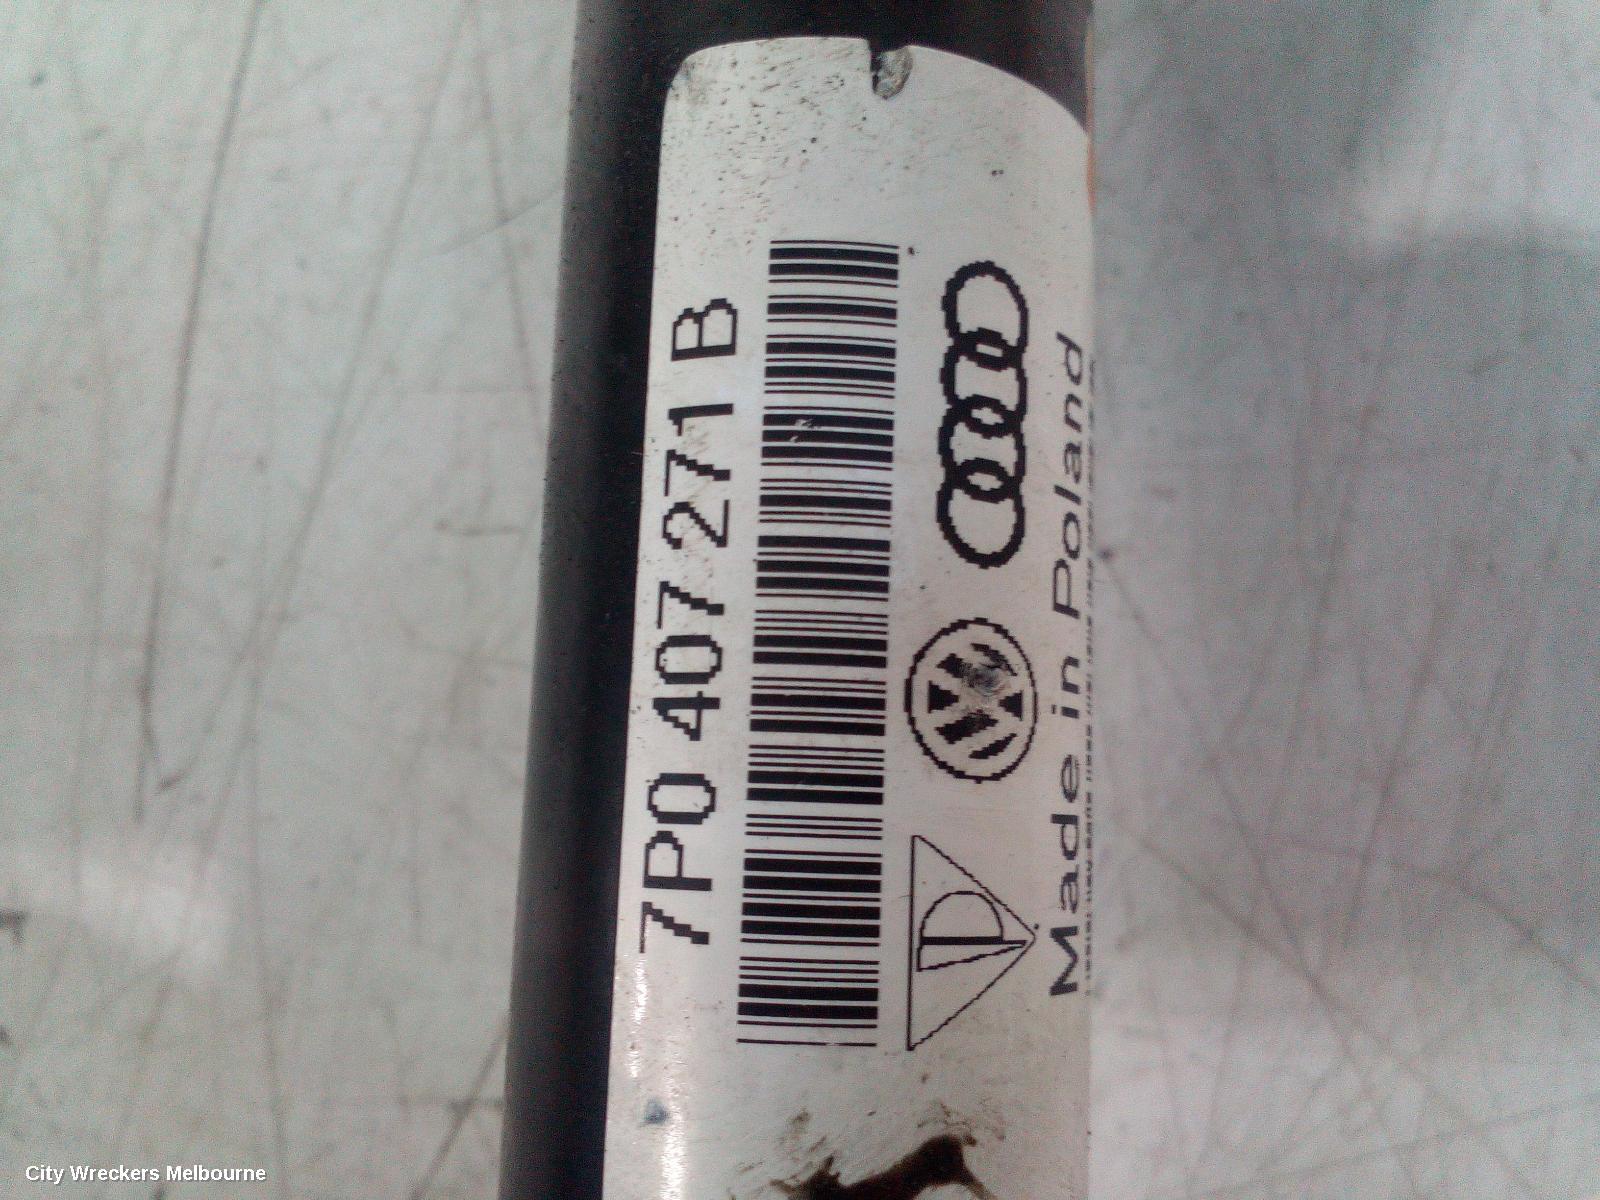 7P0 407 271 B
Made in Poland
City Wreckers Melbourne